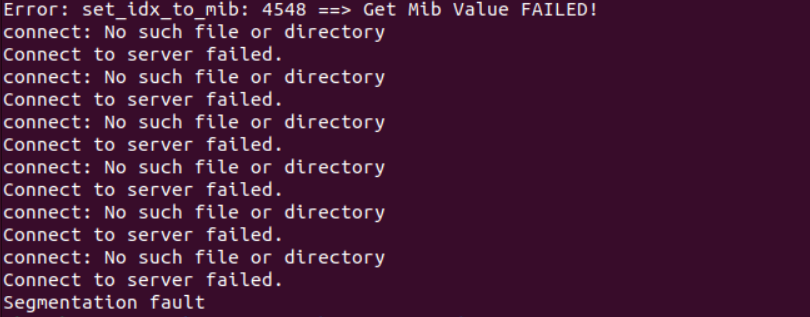 Error: set_idx_to_mib: 4548 ==> Get Mib Value FAILED!
connect: No such file or directory
Connect to server failed.
connect: No such file or directory
Connect to server failed.
connect: No such file or directory
Connect to server failed.
connect: No such file or directory
Connect to server failed.
connect: No such file or directory
Connect to server failed.
connect: No such file or directory
Connect to server failed.
Segmentation fault